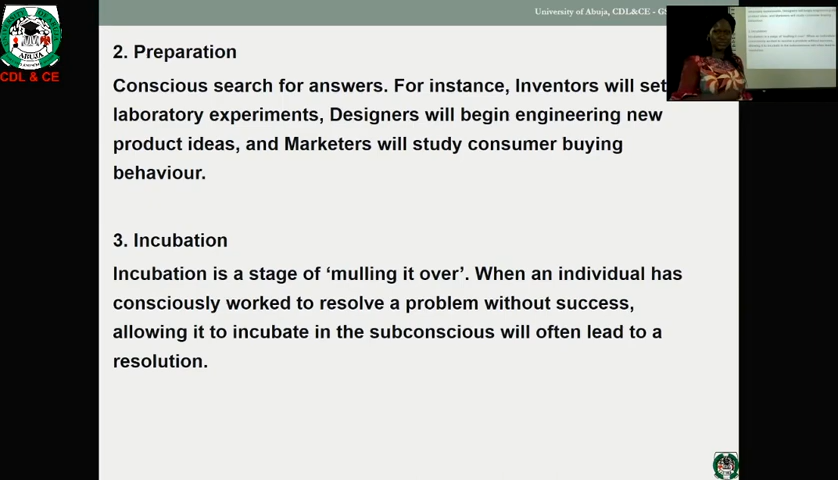 University of Abuja, CDL&CE - GS
ABUJA
CDL & CE
2. Preparation
Conscious search for answers. For instance, Inventors will set
laboratory experiments, Designers will begin engineering new
product ideas, and Marketers will study consumer buying
behaviour.
3. Incubation
Incubation is a stage of ‘mulling it over’. When an individual has
consciously worked to resolve a problem without success,
allowing it to incubate in the subconscious will often lead to a
resolution.